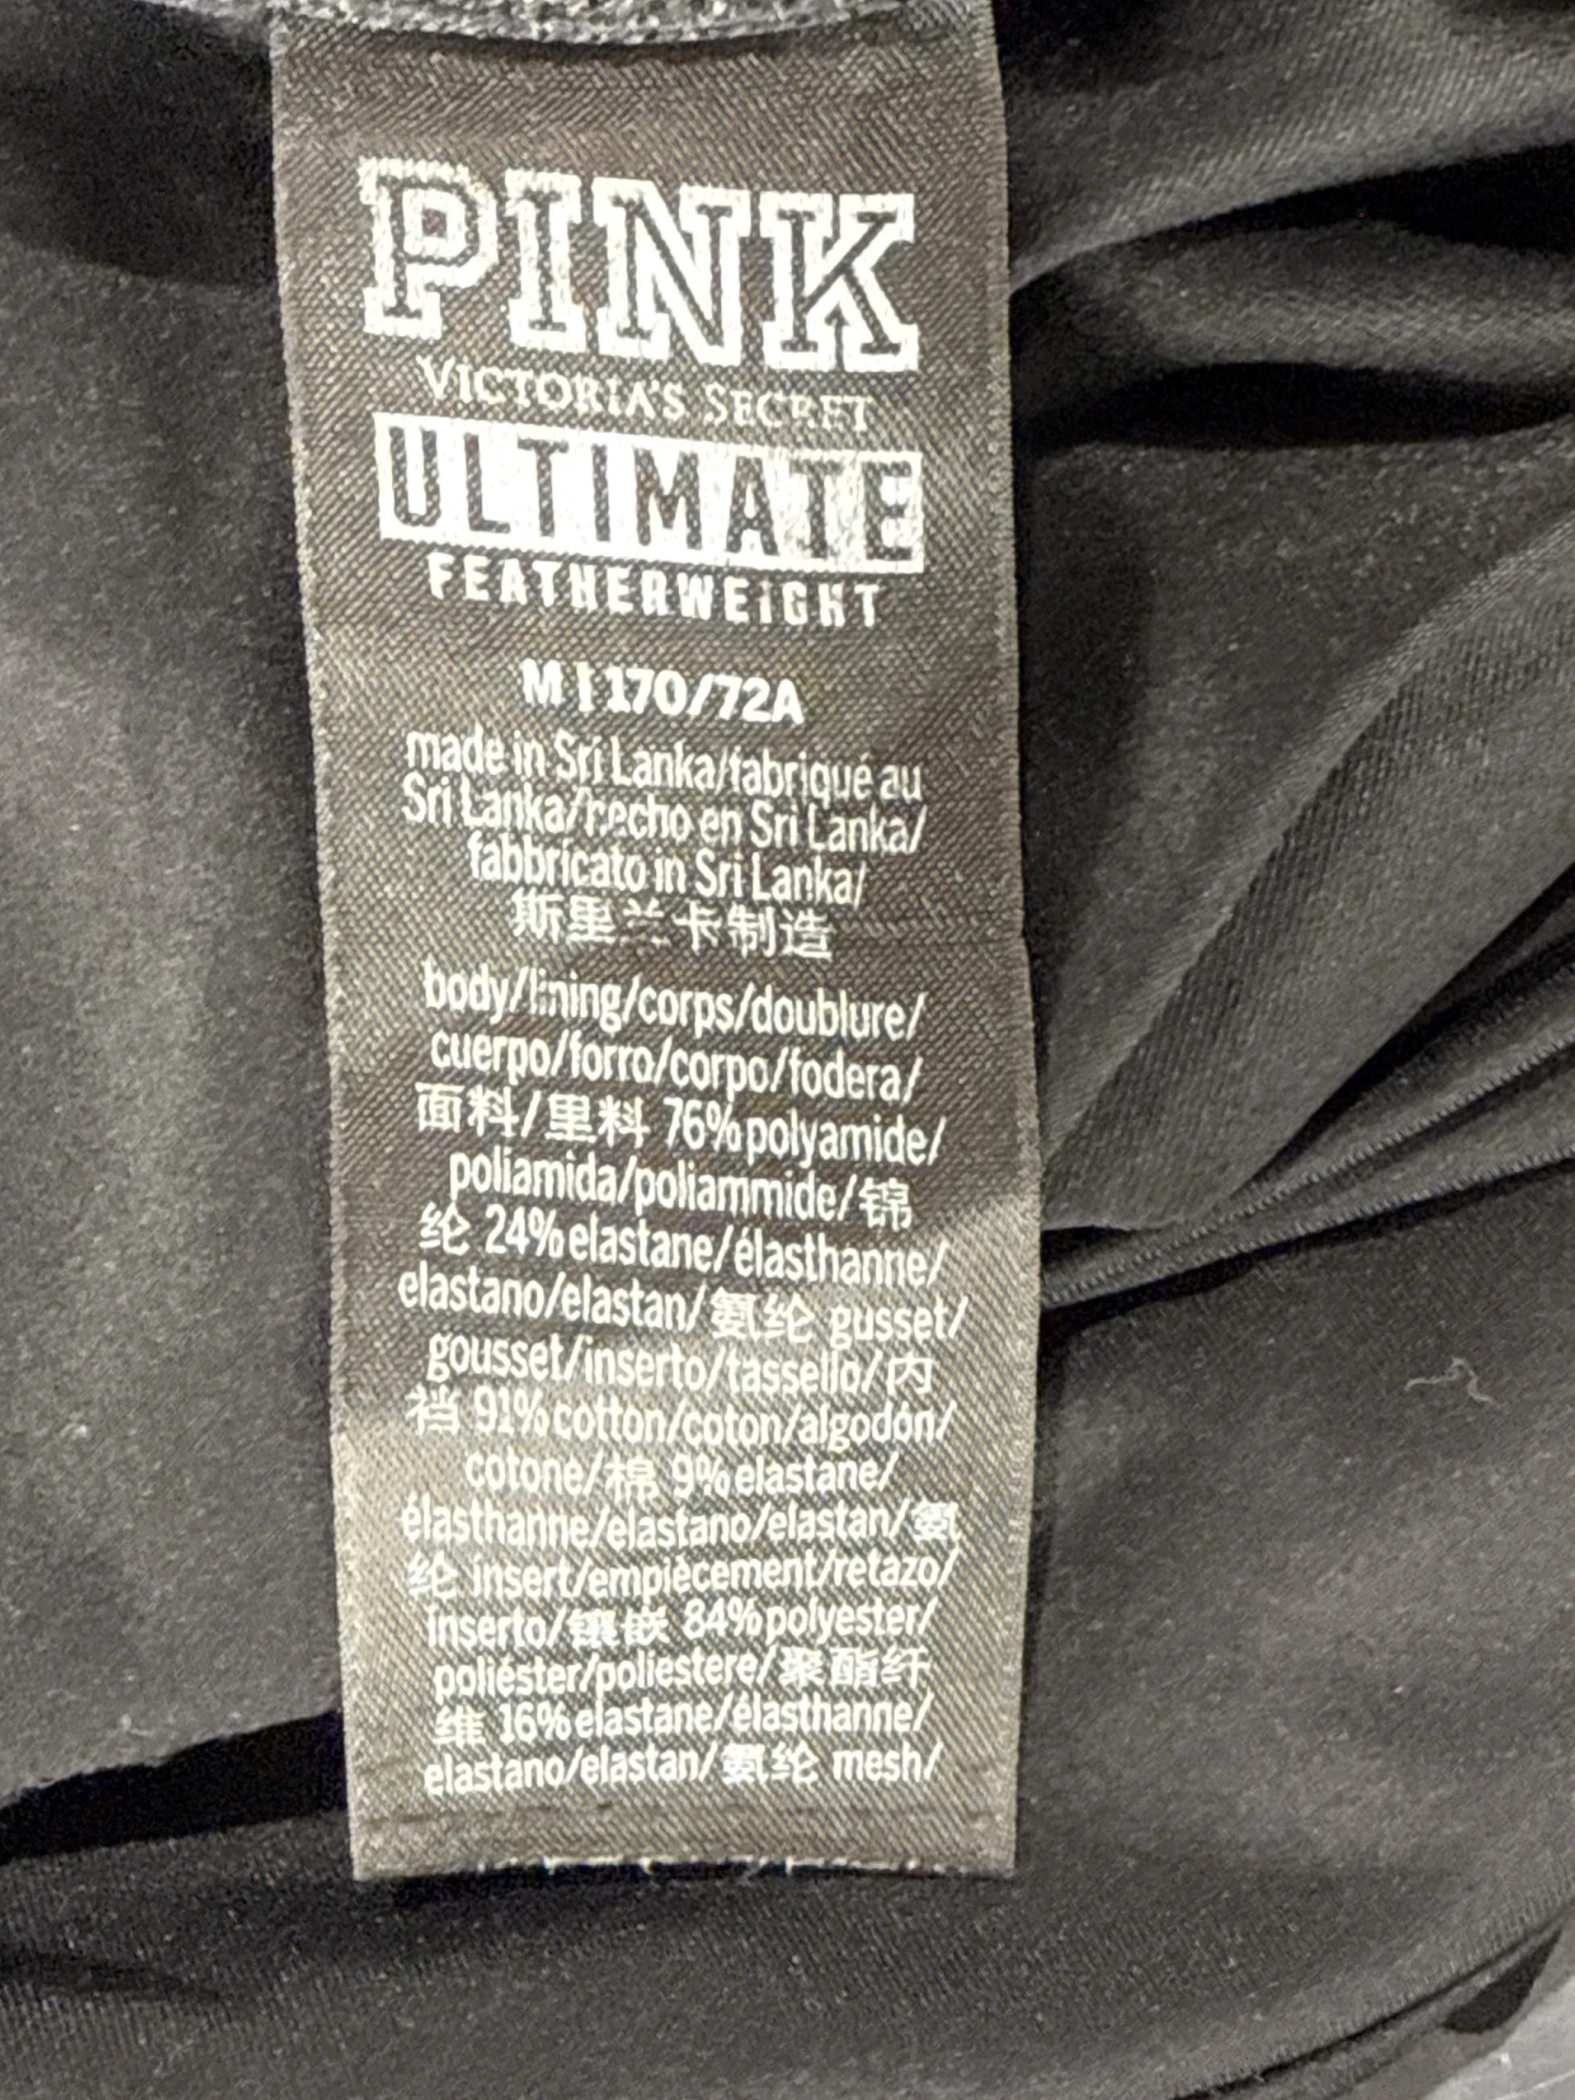 PINK
VICTORIA'S SECRET
ULTIMATE
FEATHERWEIGHT
M | 170/72A
made in Sri Lanka/fabriqué au
Sri Lanka/hecho en Sri Lanka/
fabbricato in Sri Lanka/
斯里兰卡制造
body/lining/corps/doublure/
cuerpo/forro/corpo/fodera/
面料/里料 76% polyamide/
poliamida/poliammide/锦
纶 24% elastane/élasthanne/
elastano/elastan/氨纶 gusset/
gousset/inserto/tassello/内
裆 91% cotton/coton/algodón/
cotone/棉 9% elastane/
élasthanne/elastano/elastan/氨
纶 insert/empiècement/retazo/
inserto/镶嵌 84% polyester/
poliéster/poliestere/聚酯纤
维 16% elastane/élasthanne/
elastano/elastan/氨纶 mesh/